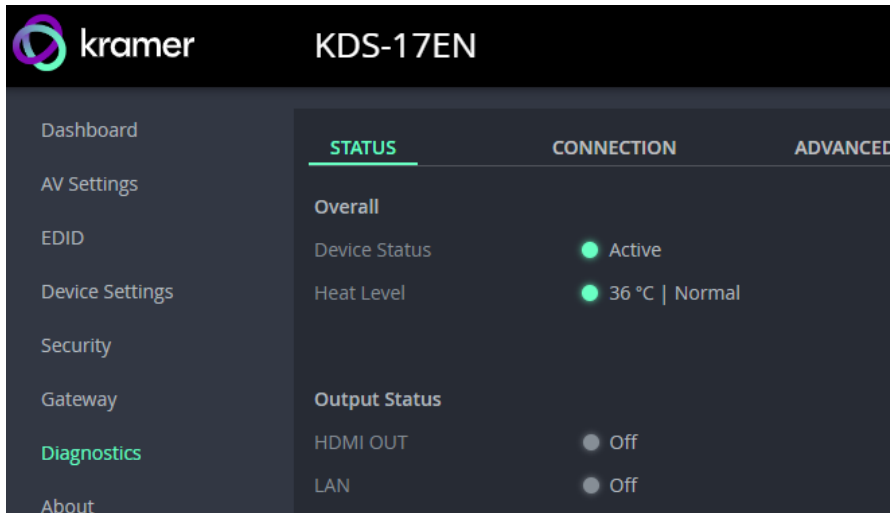 kramer KDS-17EN
Dashboard
AV Settings
EDID
Device Settings
Security
Gateway
Diagnostics
About
STATUS CONNECTION ADVANCED
Overall
Device Status Active
Heat Level 36 °C | Normal
Output Status
HDMI OUT Off
LAN Off